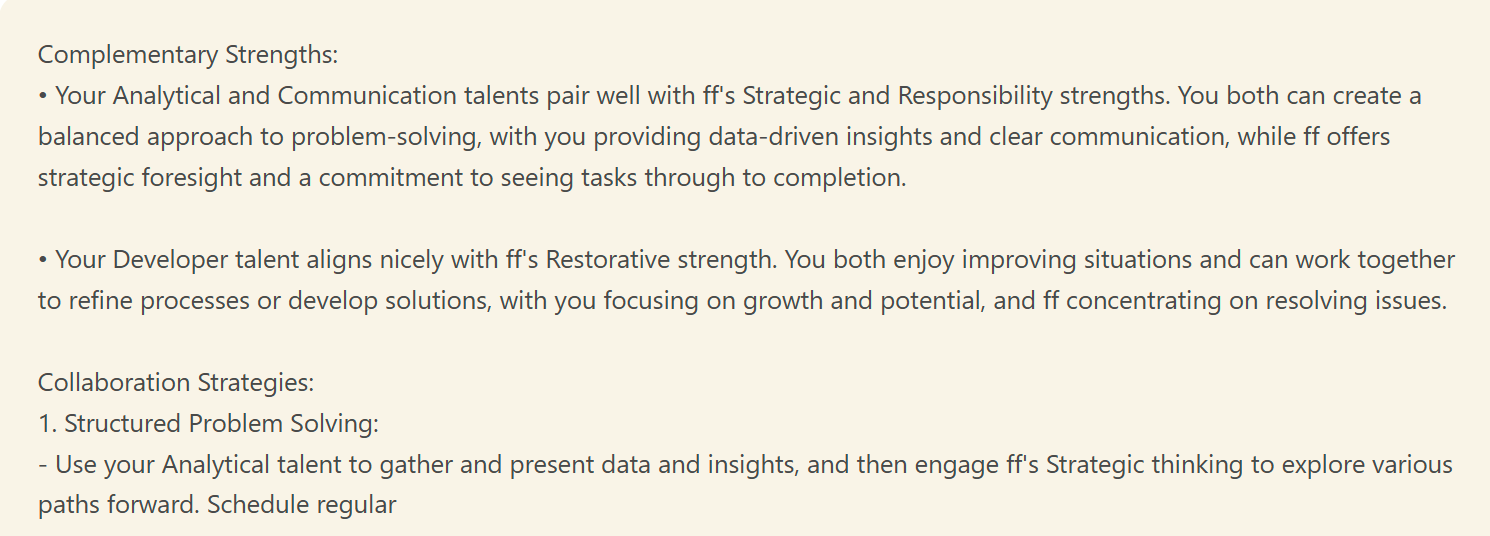 Complementary Strengths:
• Your Analytical and Communication talents pair well with ff's Strategic and Responsibility strengths. You both can create a
balanced approach to problem-solving, with you providing data-driven insights and clear communication, while ff offers
strategic foresight and a commitment to seeing tasks through to completion.
• Your Developer talent aligns nicely with ff's Restorative strength. You both enjoy improving situations and can work together
to refine processes or develop solutions, with you focusing on growth and potential, and ff concentrating on resolving issues.
Collaboration Strategies:
1. Structured Problem Solving:
- Use your Analytical talent to gather and present data and insights, and then engage ff's Strategic thinking to explore various
paths forward. Schedule regular